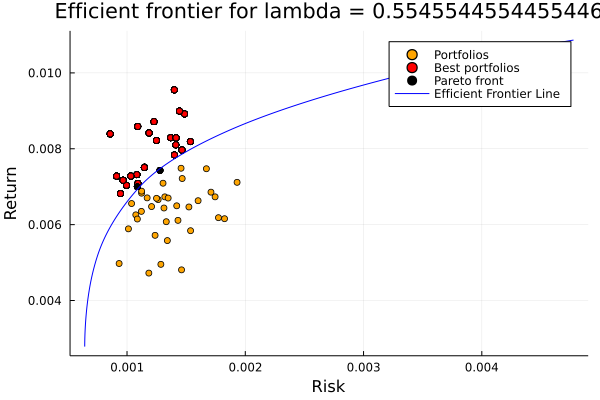 Efficient frontier for lambda = 0.5545544554455446
Portfolios
Best portfolios
Pareto front
Efficient Frontier Line
Return
0.010
0.008
0.006
0.004
0.001 0.002 0.003 0.004
Risk